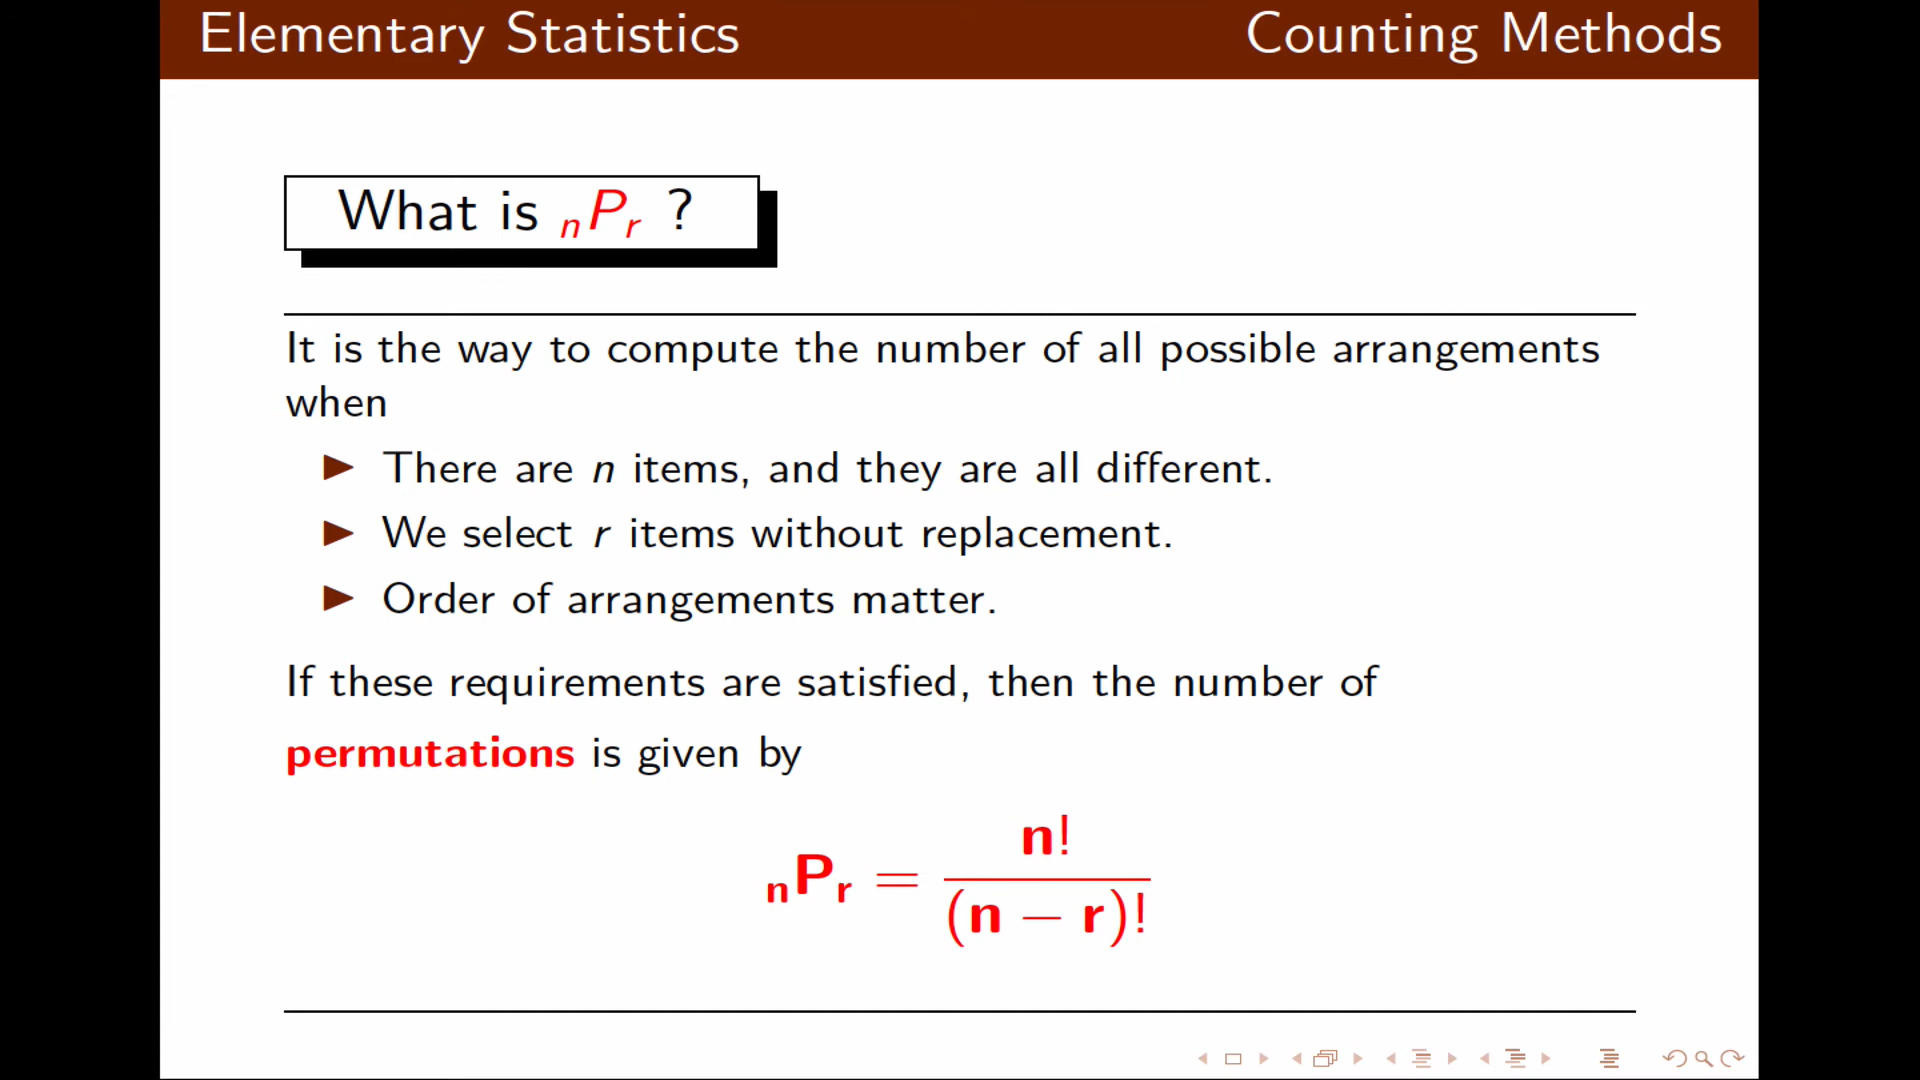 Elementary Statistics Counting Methods
What is nPr ?
It is the way to compute the number of all possible arrangements
when
There are n items, and they are all different.
We select r items without replacement.
Order of arrangements matter.
If these requirements are satisfied, then the number of
permutations is given by
nPr = n! / (n − r)!